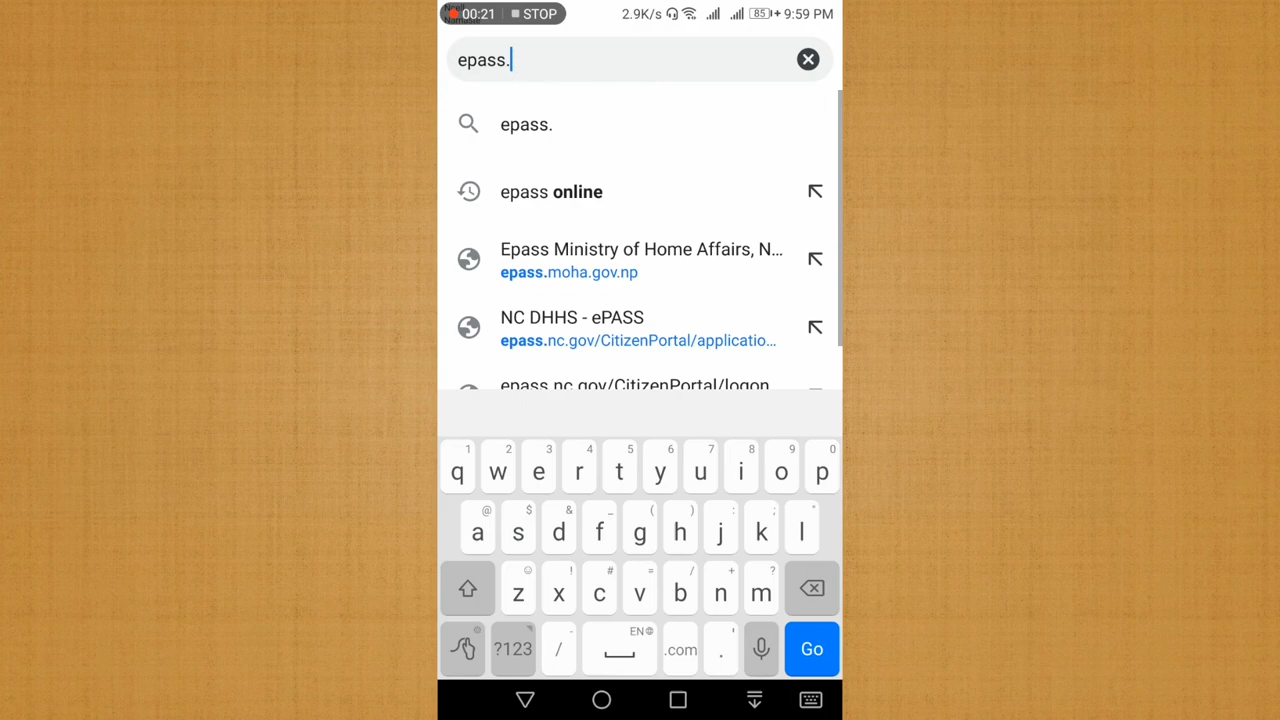 00:21 STOP 2.9K/s 85 9:59 PM
epass.
epass.
epass online
Epass Ministry of Home Affairs, N...
epass.moha.gov.np
NC DHHS - ePASS
epass.nc.gov/CitizenPortal/applicatio...
epass.nc.gov/CitizenPortal/logon
1 2 3 4 5 6 7 8 9 0
q w e r t y u i o p
@ $ & _ ( ) : ; "
a s d f g h j k l
! # = / + ?
z x c v b n m
- EN '
?123 / .com . Go